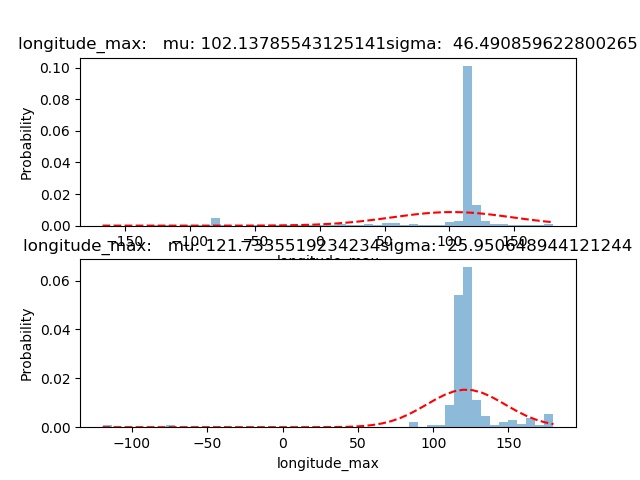 longitude_max:   mu: 102.13785543125141sigma:  46.490859622800265
0.10
0.08
0.06
0.04
0.02
0.00
Probability
−150 −100 −50 0 50 100 150
longitude_max
longitude_max:   mu: 121.7335519234234sigma:  25.950648944121244
0.06
0.04
0.02
0.00
Probability
−100 −50 0 50 100 150
longitude_max